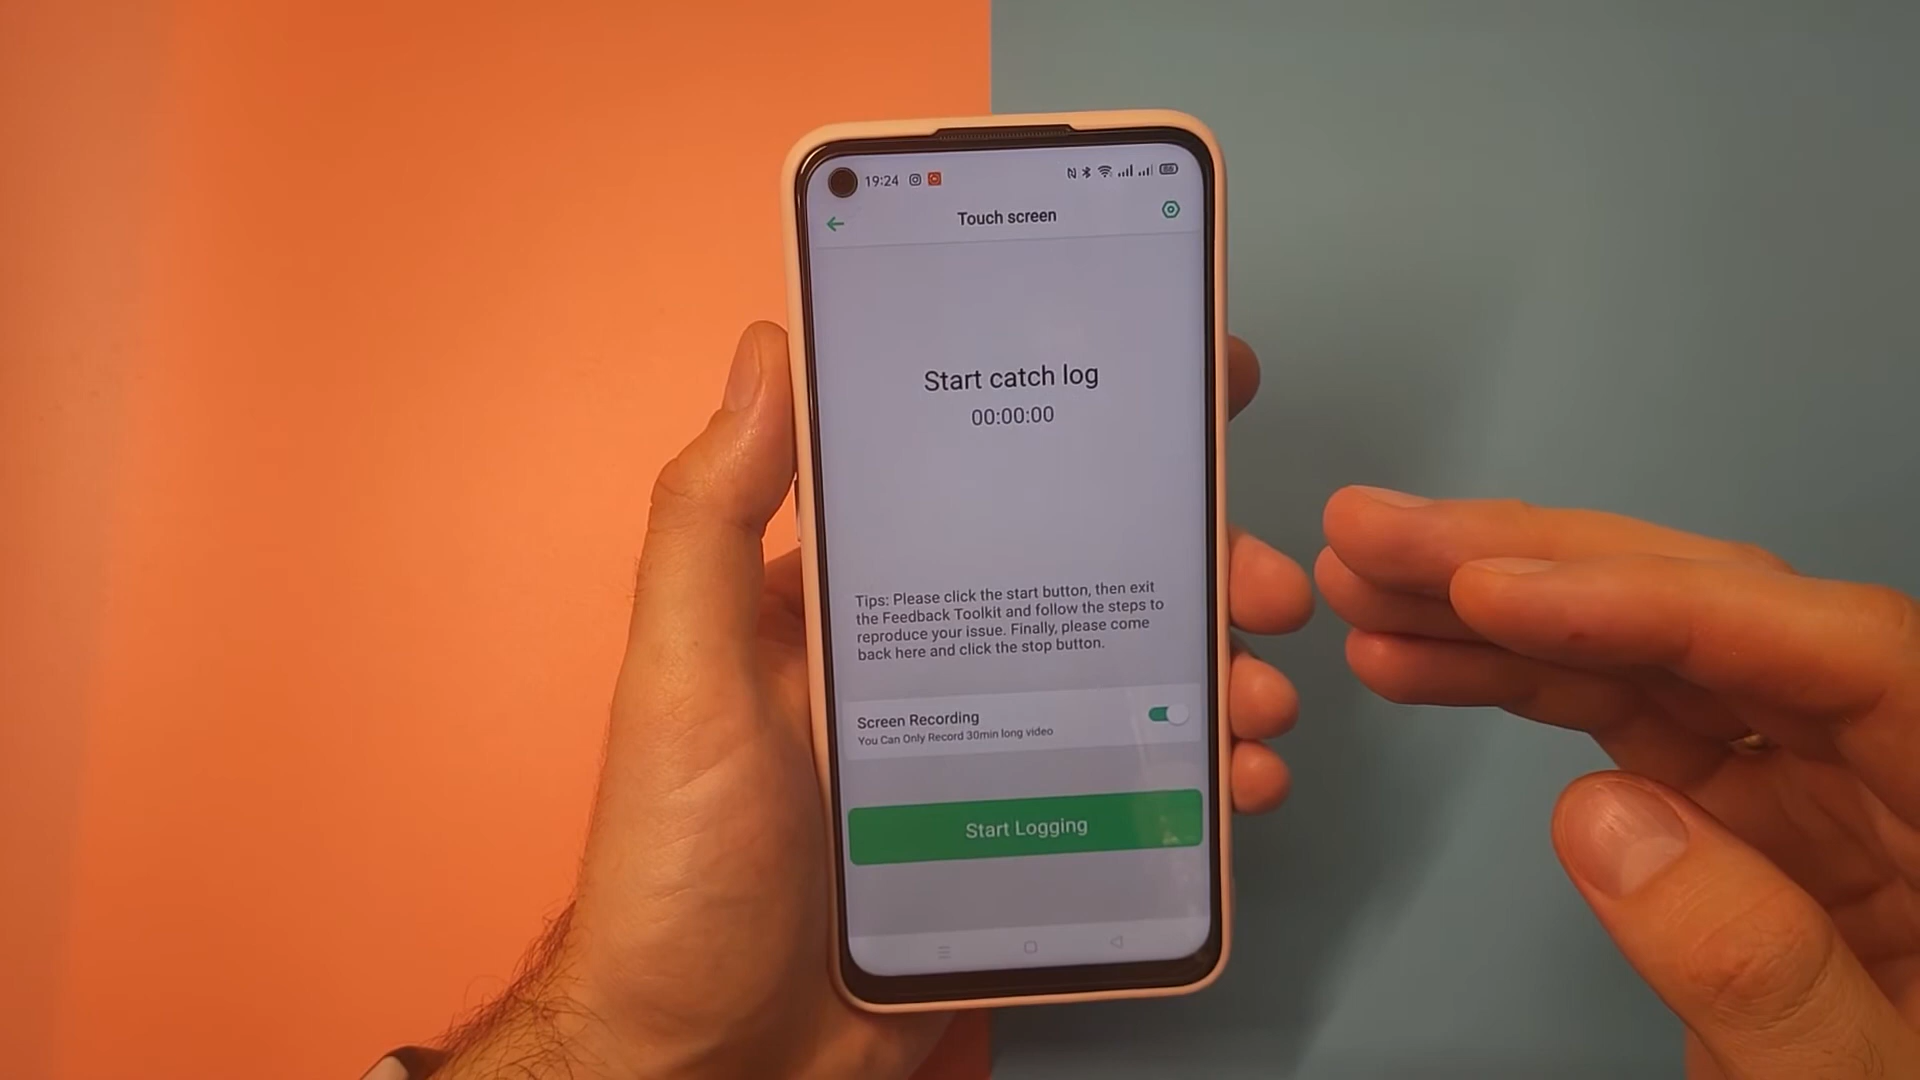 19:24
Touch screen
Start catch log
00:00:00
Tips: Please click the start button, then exit
the Feedback Toolkit and follow the steps to
reproduce your issue. Finally, please come
back here and click the stop button.
Screen Recording
You Can Only Record 30min long video
Start Logging